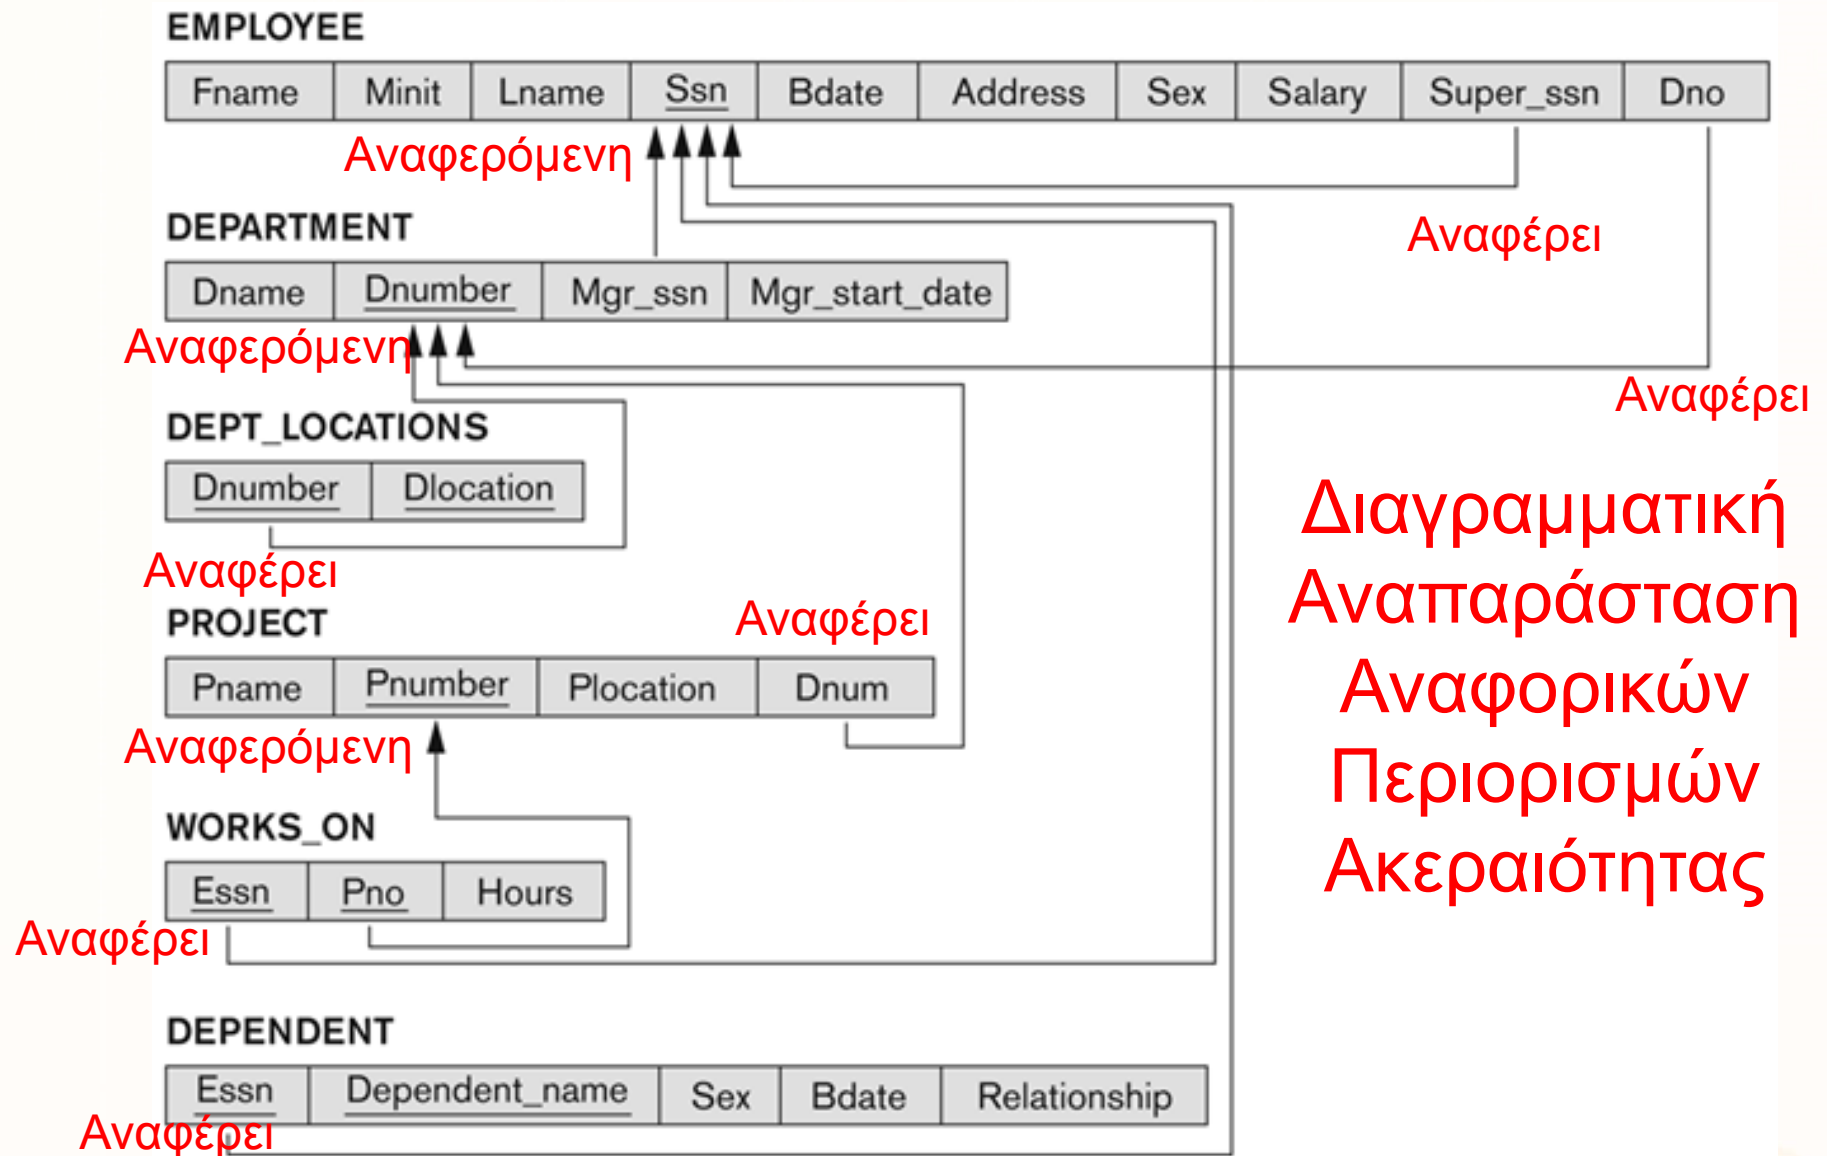 EMPLOYEE
Fname Minit Lname Ssn Bdate Address Sex Salary Super_ssn Dno
Αναφερόμενη
Αναφέρει
DEPARTMENT
Dname Dnumber Mgr_ssn Mgr_start_date
Αναφερόμενη
Αναφέρει
DEPT_LOCATIONS
Dnumber Dlocation
Αναφέρει
PROJECT
Αναφέρει
Pname Pnumber Plocation Dnum
Αναφερόμενη
WORKS_ON
Essn Pno Hours
Αναφέρει
DEPENDENT
Essn Dependent_name Sex Bdate Relationship
Αναφέρει
Διαγραμματική
Αναπαράσταση
Αναφορικών
Περιορισμών
Ακεραιότητας